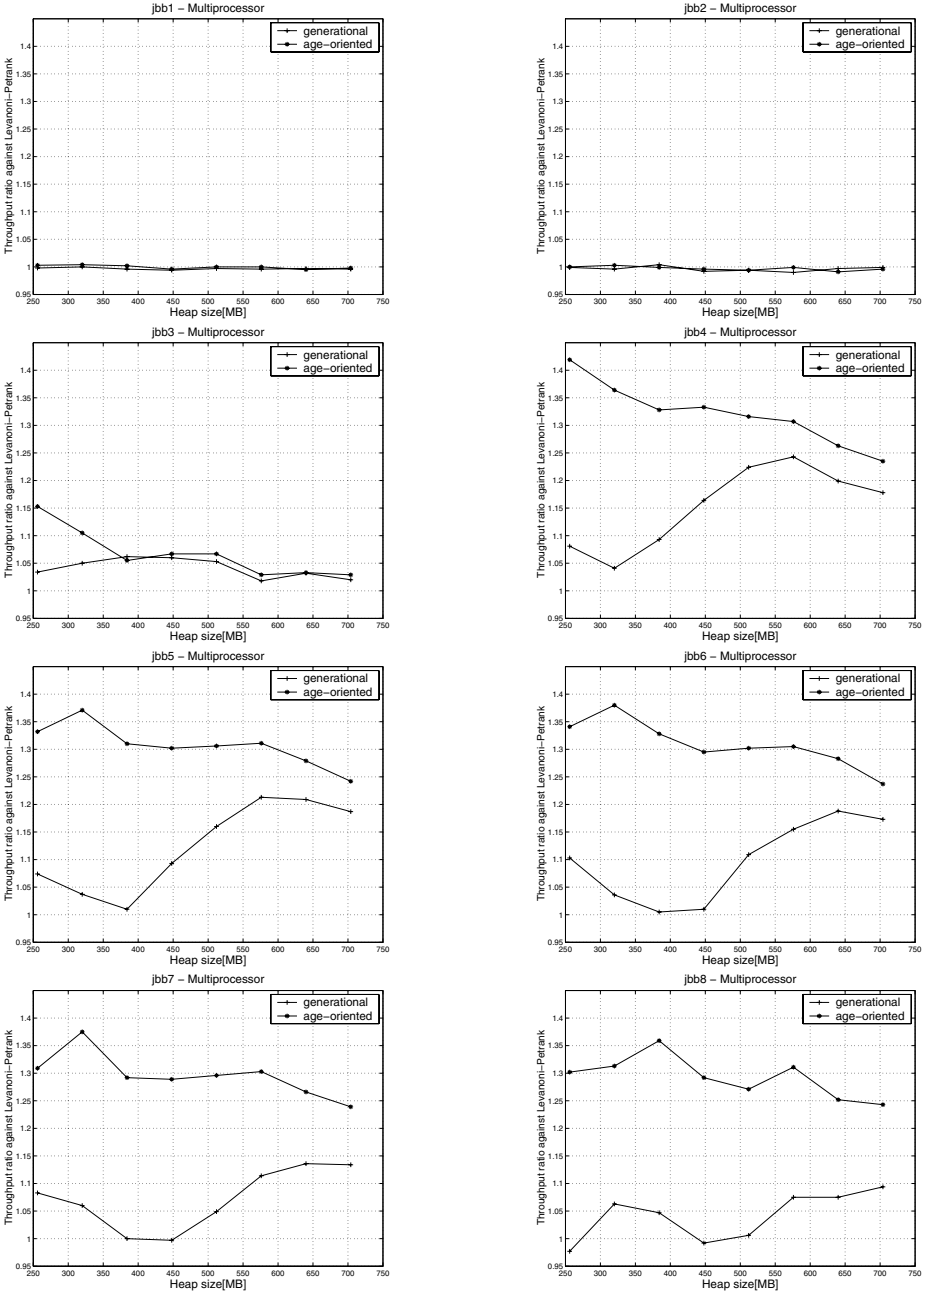 jbb1 − Multiprocessor
generational
age−oriented
Throughput ratio against Levanoni−Petrank
1.4
1.35
1.3
1.25
1.2
1.15
1.1
1.05
1
0.95
250 300 350 400 450 500 550 600 650 700 750
Heap size[MB]
jbb2 − Multiprocessor
generational
age−oriented
Throughput ratio against Levanoni−Petrank
1.4
1.35
1.3
1.25
1.2
1.15
1.1
1.05
1
0.95
250 300 350 400 450 500 550 600 650 700 750
Heap size[MB]
jbb3 − Multiprocessor
generational
age−oriented
Throughput ratio against Levanoni−Petrank
1.4
1.35
1.3
1.25
1.2
1.15
1.1
1.05
1
0.95
250 300 350 400 450 500 550 600 650 700 750
Heap size[MB]
jbb4 − Multiprocessor
generational
age−oriented
Throughput ratio against Levanoni−Petrank
1.4
1.35
1.3
1.25
1.2
1.15
1.1
1.05
1
0.95
250 300 350 400 450 500 550 600 650 700 750
Heap size[MB]
jbb5 − Multiprocessor
generational
age−oriented
Throughput ratio against Levanoni−Petrank
1.4
1.35
1.3
1.25
1.2
1.15
1.1
1.05
1
0.95
250 300 350 400 450 500 550 600 650 700 750
Heap size[MB]
jbb6 − Multiprocessor
generational
age−oriented
Throughput ratio against Levanoni−Petrank
1.4
1.35
1.3
1.25
1.2
1.15
1.1
1.05
1
0.95
250 300 350 400 450 500 550 600 650 700 750
Heap size[MB]
jbb7 − Multiprocessor
generational
age−oriented
Throughput ratio against Levanoni−Petrank
1.4
1.35
1.3
1.25
1.2
1.15
1.1
1.05
1
0.95
250 300 350 400 450 500 550 600 650 700 750
Heap size[MB]
jbb8 − Multiprocessor
generational
age−oriented
Throughput ratio against Levanoni−Petrank
1.4
1.35
1.3
1.25
1.2
1.15
1.1
1.05
1
0.95
250 300 350 400 450 500 550 600 650 700 750
Heap size[MB]